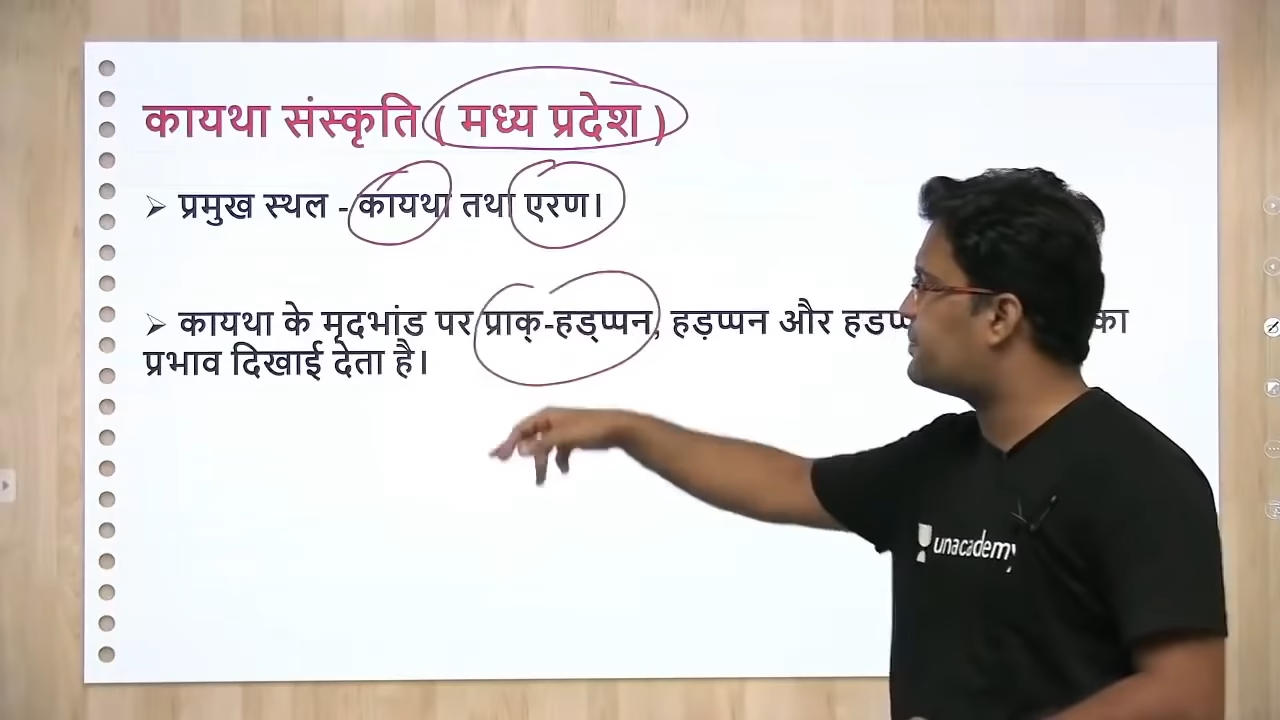 कायथा संस्कृति ( मध्य प्रदेश )
➢ प्रमुख स्थल - कायथा तथा एरण।
➢ कायथा के मृदभांड पर प्राक्-हड्प्पन, हड़प्पन और का
प्रभाव दिखाई देता है।
unacademy